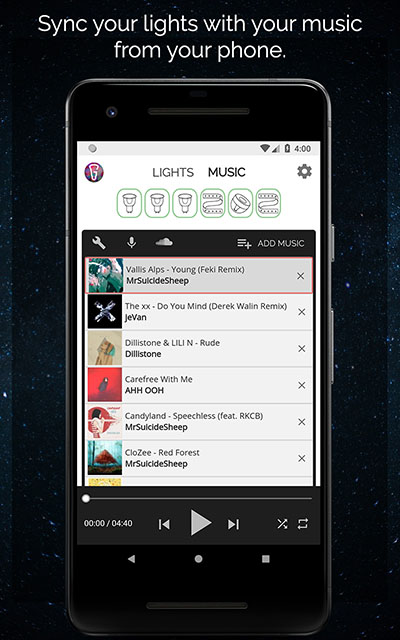 Sync your lights with your music
from your phone.
4:00
LIGHTS MUSIC
ADD MUSIC
Vallis Alps - Young (Feki Remix)
MrSuicideSheep
The xx - Do You Mind (Derek Walin Remix)
jeVan
Dillistone & LILI N - Rude
Dillistone
Carefree With Me
AHH OOH
Candyland - Speechless (feat. RKCB)
MrSuicideSheep
CloZee - Red Forest
MrSuicideSheep
00:00 / 04:40